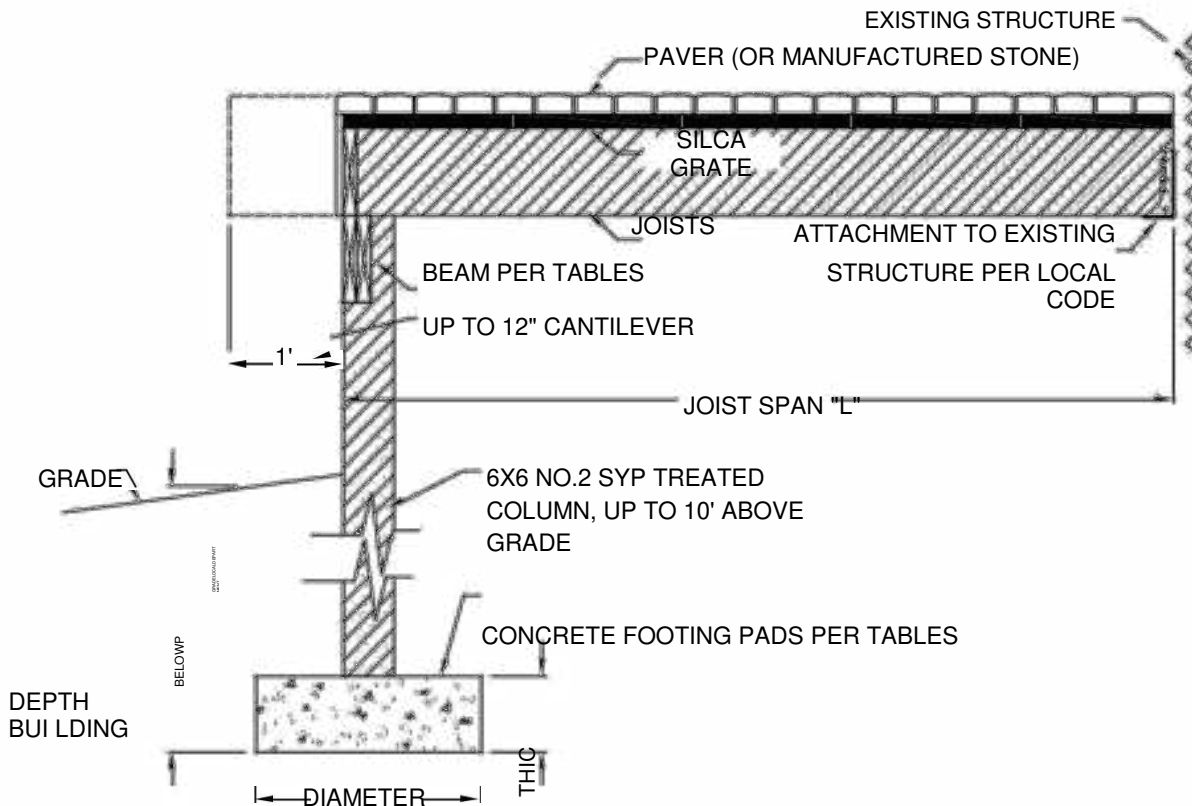 EXISTING STRUCTURE
PAVER (OR MANUFACTURED STONE)
SILCA
GRATE
JOISTS
ATTACHMENT TO EXISTING
STRUCTURE PER LOCAL
CODE
BEAM PER TABLES
UP TO 12" CANTILEVER
1'
JOIST SPAN "L"
GRADE
6X6 NO.2 SYP TREATED
COLUMN, UP TO 10' ABOVE
GRADE
CONCRETE FOOTING PADS PER TABLES
BELOWP
DEPTH
BUI LDING
THIC
DIAMETER